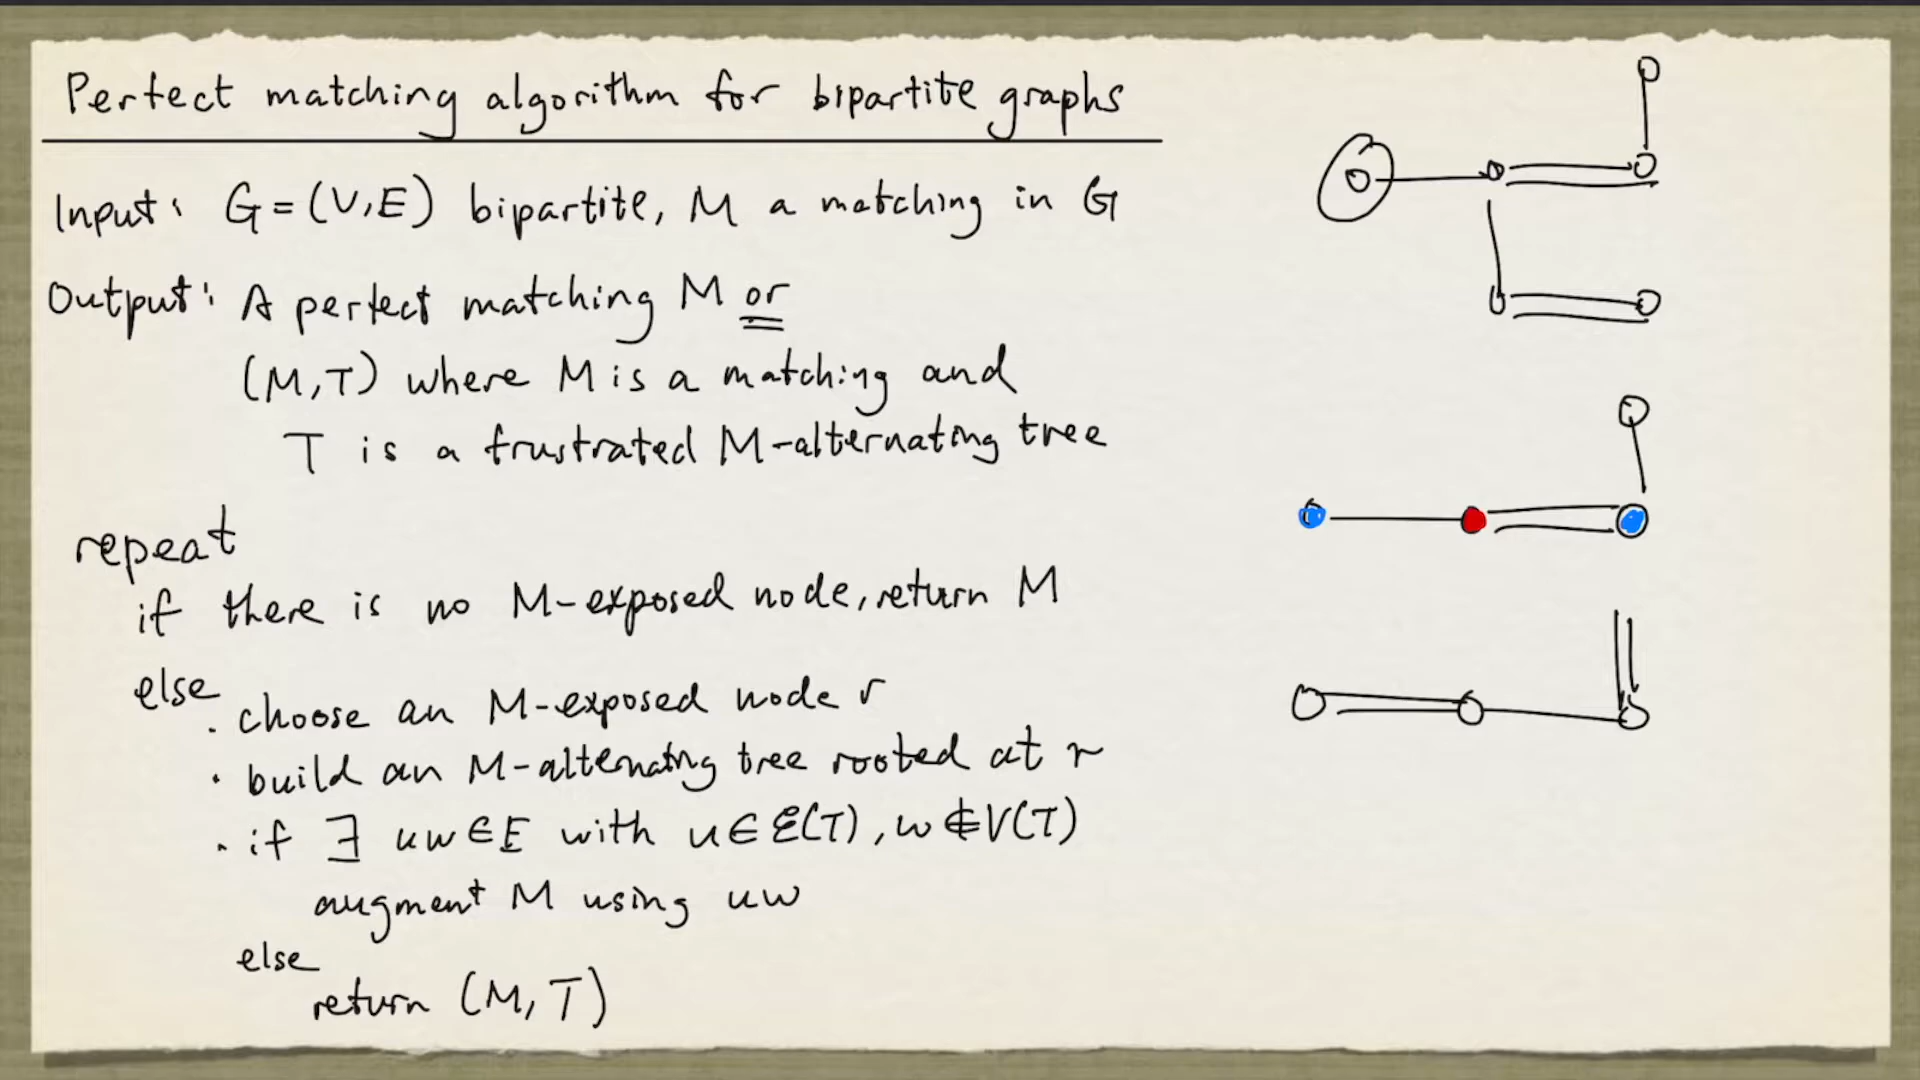 Perfect matching algorithm for bipartite graphs
Input: G=(V,E) bipartite, M a matching in G
Output: A perfect matching M or
(M,T) where M is a matching and
T is a frustrated M-alternating tree
repeat
if there is no M-exposed node, return M
else
· choose an M-exposed node r
· build an M-alternatng tree rooted at r
· if ∃ uw∈E with u∈ℰ(T), w∉V(T)
augment M using uw
else
return (M,T)